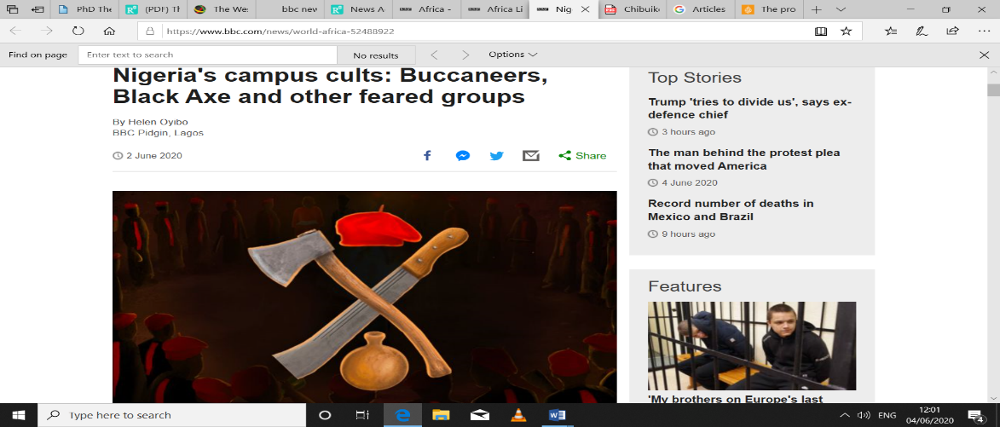 PhD The
(PDF) Th
The Wes
bbc new
News A
Africa -
Africa Li
Nig
Chibuik
Articles
The pro
https://www.bbc.com/news/world-africa-52488922
Find on page
Enter text to search
No results
Options
Nigeria's campus cults: Buccaneers,
Black Axe and other feared groups
By Helen Oyibo
BBC Pidgin, Lagos
2 June 2020
Share
Top Stories
Trump 'tries to divide us', says ex-
defence chief
3 hours ago
The man behind the protest plea
that moved America
4 June 2020
Record number of deaths in
Mexico and Brazil
9 hours ago
Features
'My brothers on Europe's last
Type here to search
ENG
12:01
04/06/2020
4